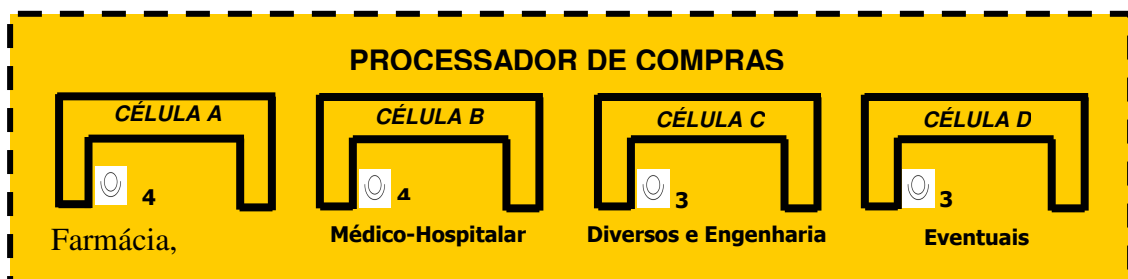 PROCESSADOR DE COMPRAS
CÉLULA A
CÉLULA B
CÉLULA C
CÉLULA D
4
4
3
3
Farmácia,
Médico-Hospitalar
Diversos e Engenharia
Eventuais